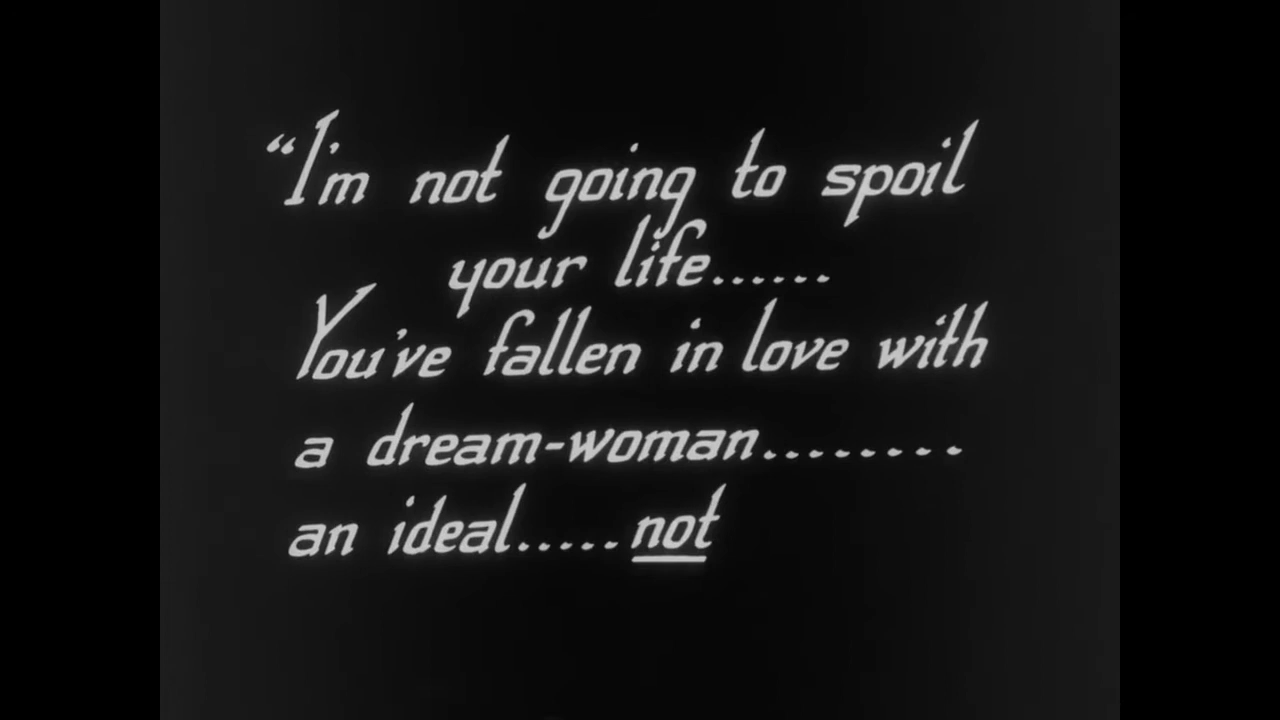 "I'm not going to spoil
your life......
You've fallen in love with
a dream-woman........
an ideal.....not